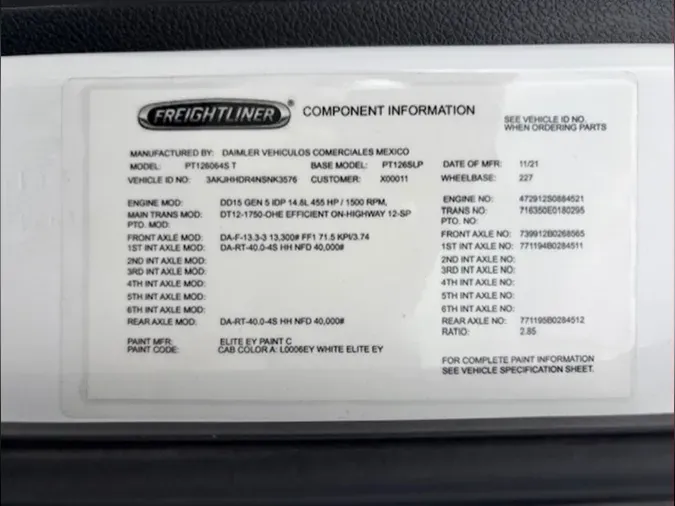 FREIGHTLINER® COMPONENT INFORMATION
SEE VEHICLE ID NO.
WHEN ORDERING PARTS
MANUFACTURED BY: DAIMLER VEHICULOS COMERCIALES MEXICO
MODEL: PT126064S T BASE MODEL: PT126SLP DATE OF MFR: 11/21
VEHICLE ID NO: 3AKJHHDR4NSNK3576 CUSTOMER: X00011 WHEELBASE: 227
ENGINE MOD: DD15 GEN 5 IDP 14.8L 455 HP / 1500 RPM, ENGINE NO: 472912S0884521
MAIN TRANS MOD: DT12-1750-OHE EFFICIENT ON-HIGHWAY 12-SP TRANS NO: 716350E0180295
PTO. MOD: PTO. NO:
FRONT AXLE MOD: DA-F-13.3-3 13,300# FF1 71.5 KPI/3.74 FRONT AXLE NO: 739912B0268565
1ST INT AXLE MOD: DA-RT-40.0-4S HH NFD 40,000# 1ST INT AXLE NO: 771194B0284511
2ND INT AXLE MOD: 2ND INT AXLE NO:
3RD INT AXLE MOD: 3RD INT AXLE NO:
4TH INT AXLE MOD: 4TH INT AXLE NO:
5TH INT AXLE MOD: 5TH INT AXLE NO:
6TH INT AXLE MOD: 6TH INT AXLE NO:
REAR AXLE MOD: DA-RT-40.0-4S HH NFD 40,000# REAR AXLE NO: 771195B0284512
RATIO: 2.85
PAINT MFR: ELITE EY PAINT C
PAINT CODE: CAB COLOR A: L0006EY WHITE ELITE EY
FOR COMPLETE PAINT INFORMATION
SEE VEHICLE SPECIFICATION SHEET.